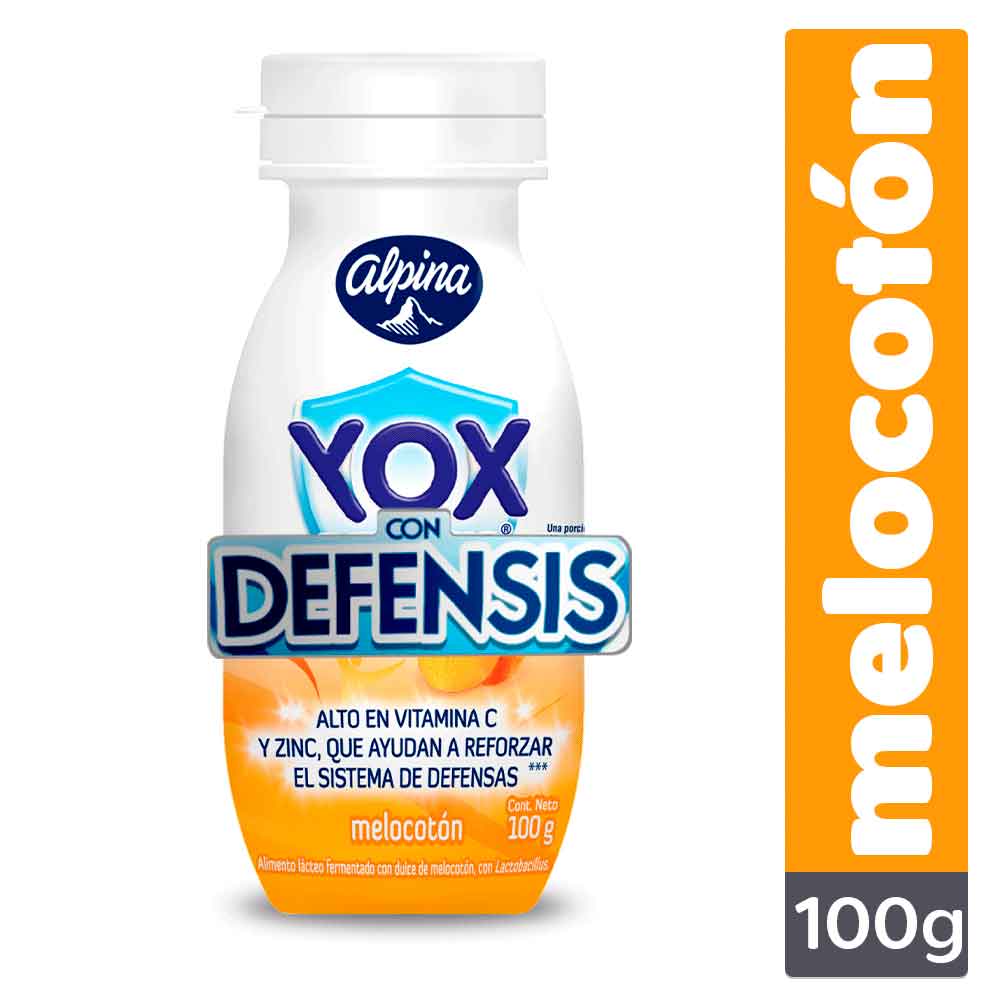 alpina
YOX
CON
®
Una porci
DEFENSIS
ALTO EN VITAMINA C
Y ZINC, QUE AYUDAN A REFORZAR
EL SISTEMA DE DEFENSAS ***
melocotón
Cont. Neto
100 g
Alimento lácteo fermentado con dulce de melocotón, con Lactobacillus
melocotón
100g